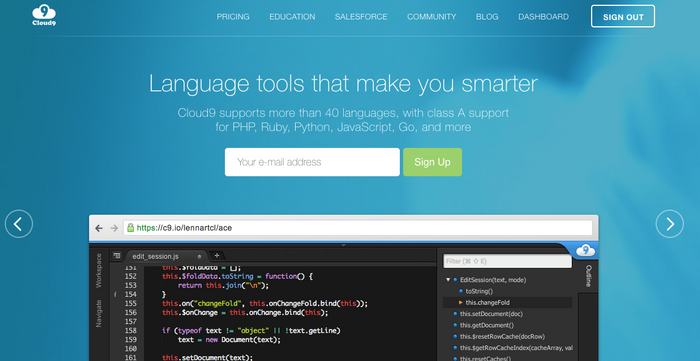 9
Cloud9
PRICING EDUCATION SALESFORCE COMMUNITY BLOG DASHBOARD SIGN OUT
Language tools that make you smarter
Cloud9 supports more than 40 languages, with class A support
for PHP, Ruby, Python, JavaScript, Go, and more
Your e-mail address Sign Up
https://c9.io/lennartcl/ace
9
Workspace
Navigate
edit_session.js
151 this.$foldData = [];
152 this.$foldData.toString = function() {
153 return this.join("\n");
154 }
155 this.on("changeFold", this.onChangeFold.bind(this));
156 this.$onChange = this.onChange.bind(this);
157
158 if (typeof text != "object" || !text.getLine)
159 text = new Document(text);
160
161 this.setDocument(text);
Filter (⌘ ⇧ E)
EditSession(text, mode)
toString()
this.changeFold
this.setDocument(doc)
this.getDocument()
this.$resetRowCache(docRow)
this.$getRowCacheIndex(cacheArray, val
this.resetCaches()
Outline